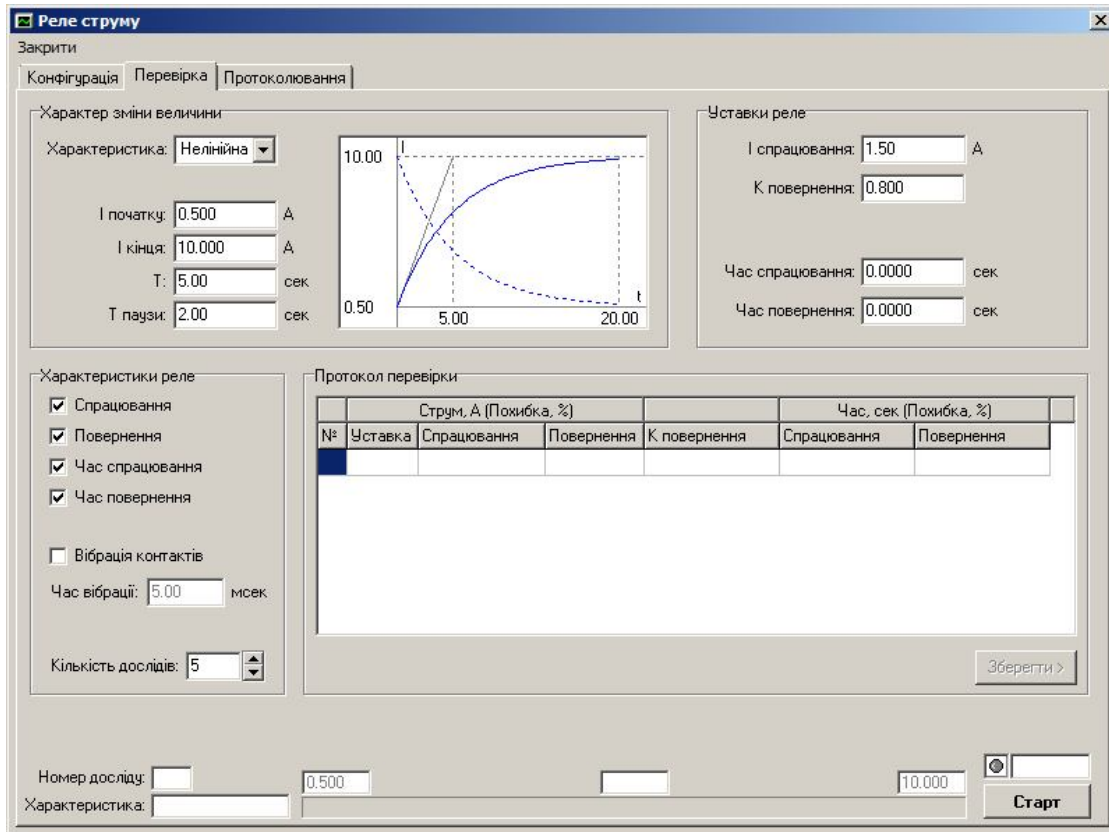 Реле струму
Закрити
Конфігурація Перевірка Протоколювання
Характер зміни величини
Характеристика: Нелінійна
I початку: 0.500 А
I кінця: 10.000 А
Т: 5.00 сек
Т паузи: 2.00 сек
10.00 I
0.50 5.00 20.00 t
Уставки реле
I спрацювання: 1.50 А
К повернення: 0.800
Час спрацювання: 0.0000 сек
Час повернення: 0.0000 сек
Характеристики реле
Спрацювання
Повернення
Час спрацювання
Час повернення
Вібрація контактів
Час вібрації: 5.00 мсек
Кількість дослідів: 5
Протокол перевірки
Струм, А (Похибка, %) Час, сек (Похибка, %)
№ Уставка Спрацювання Повернення К повернення Спрацювання Повернення
Зберегти >
Номер досліду:
Характеристика:
0.500 10.000
Старт